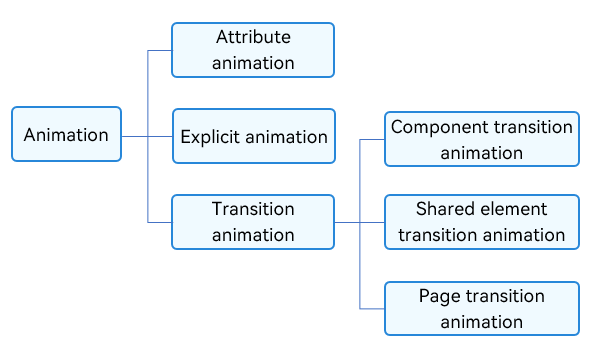 Attribute
animation
Animation
Explicit animation
Component transition
animation
Transition
animation
Shared element
transition animation
Page transition
animation